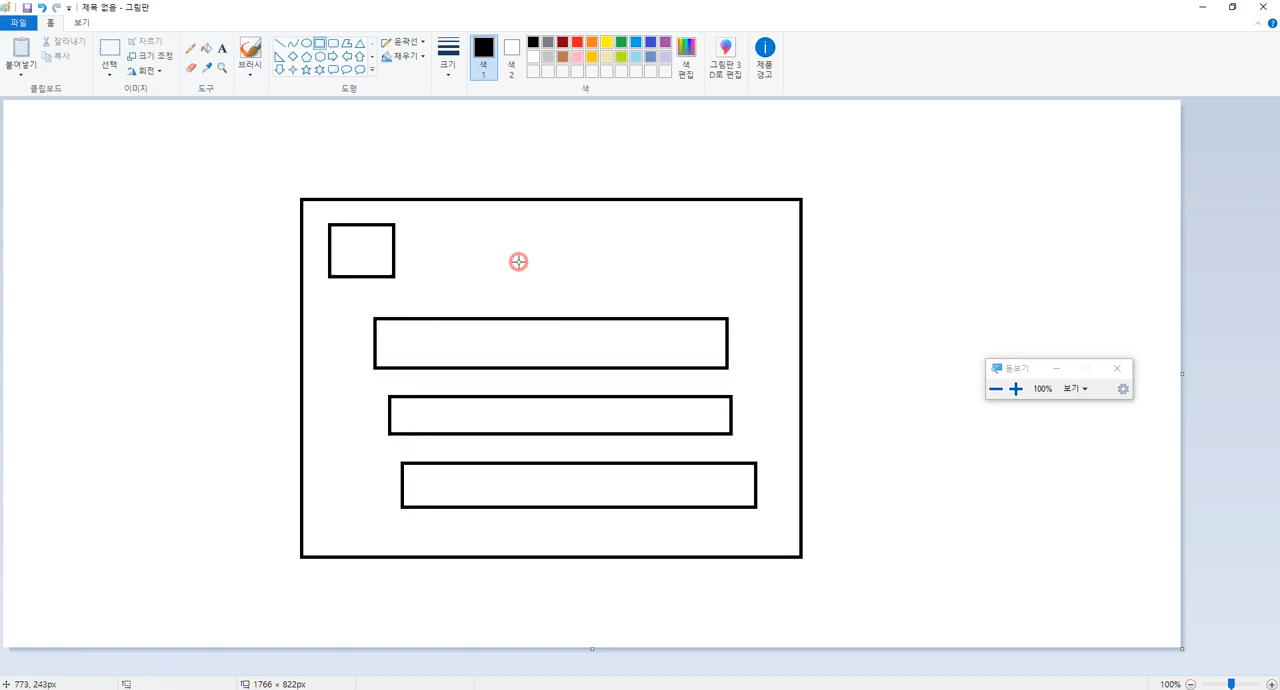 제목 없음 - 그림판
파일 홈 보기
붙여넣기 잘라내기 복사
클립보드
선택 자르기 크기 조정 회전
이미지
A
도구
브러시
윤곽선 채우기
도형
크기
색 1
색 2
색 편집
색
그림판 3D로 편집
제품 경고
돋보기
100% 보기
773, 243px
1766 × 822px
100%